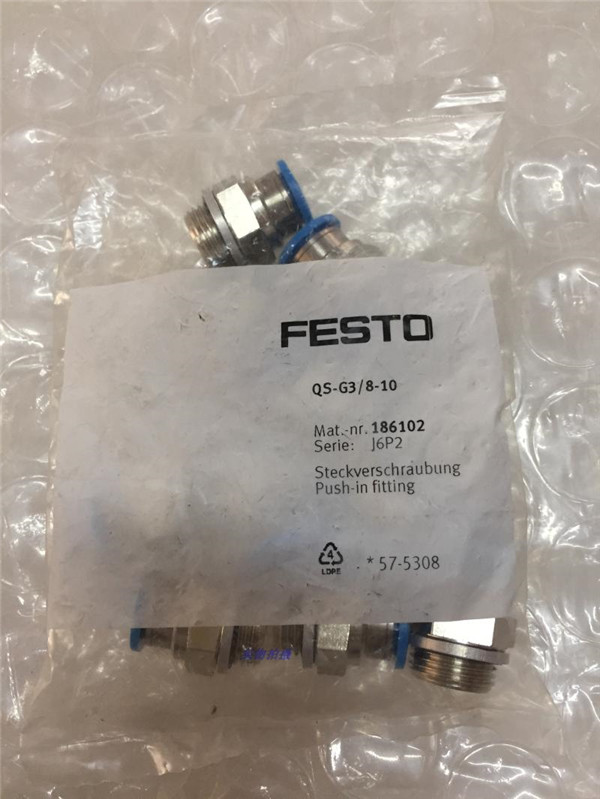 FESTO
QS-G3/8-10
Mat.-nr. 186102
Serie: J6P2
Steckverschraubung
Push-in fitting
4
LDPE
. * 57-5308